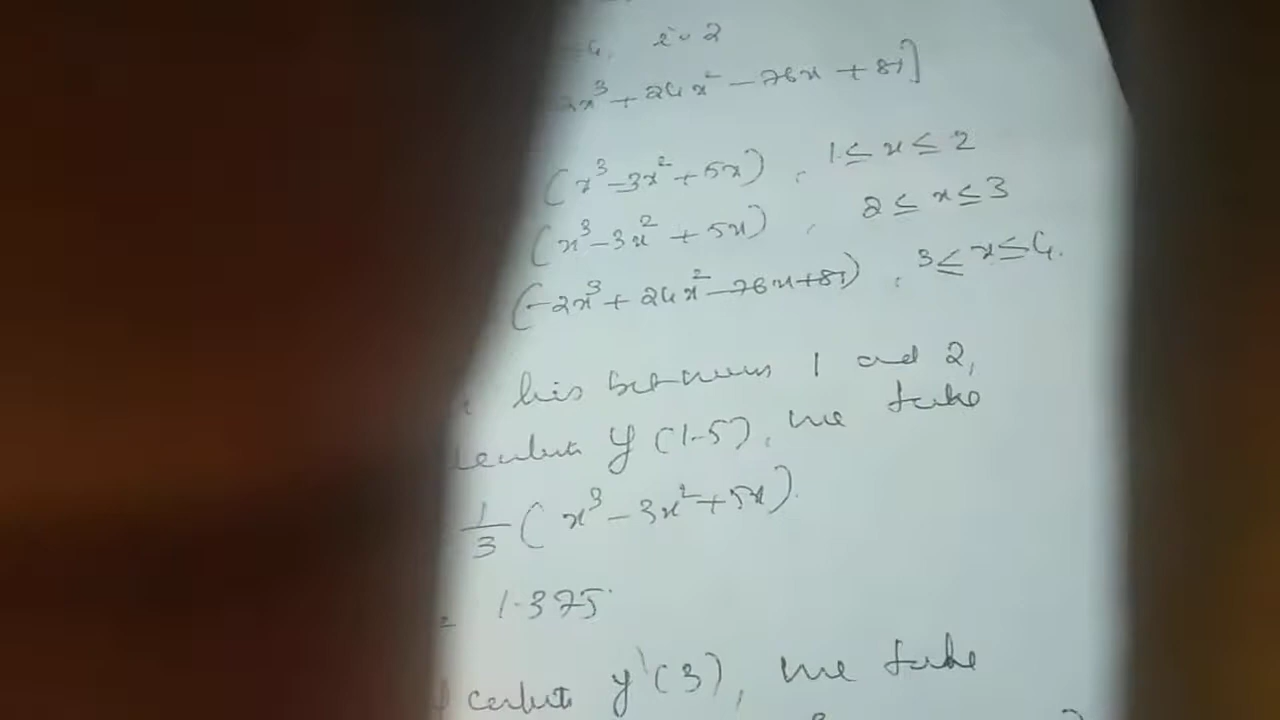 i=2
x³ + 24x² - 76x + 81]
(x³-3x²+5x) , 1 ≤ x ≤ 2
(x³-3x²+5x) , 2 ≤ x ≤ 3
(-2x³+24x²-76x+81) , 3 ≤ x ≤ 4.
lies between 1 and 2,
y(1.5), we take
1/3 (x³-3x²+5x).
= 1.375
y'(3), we take